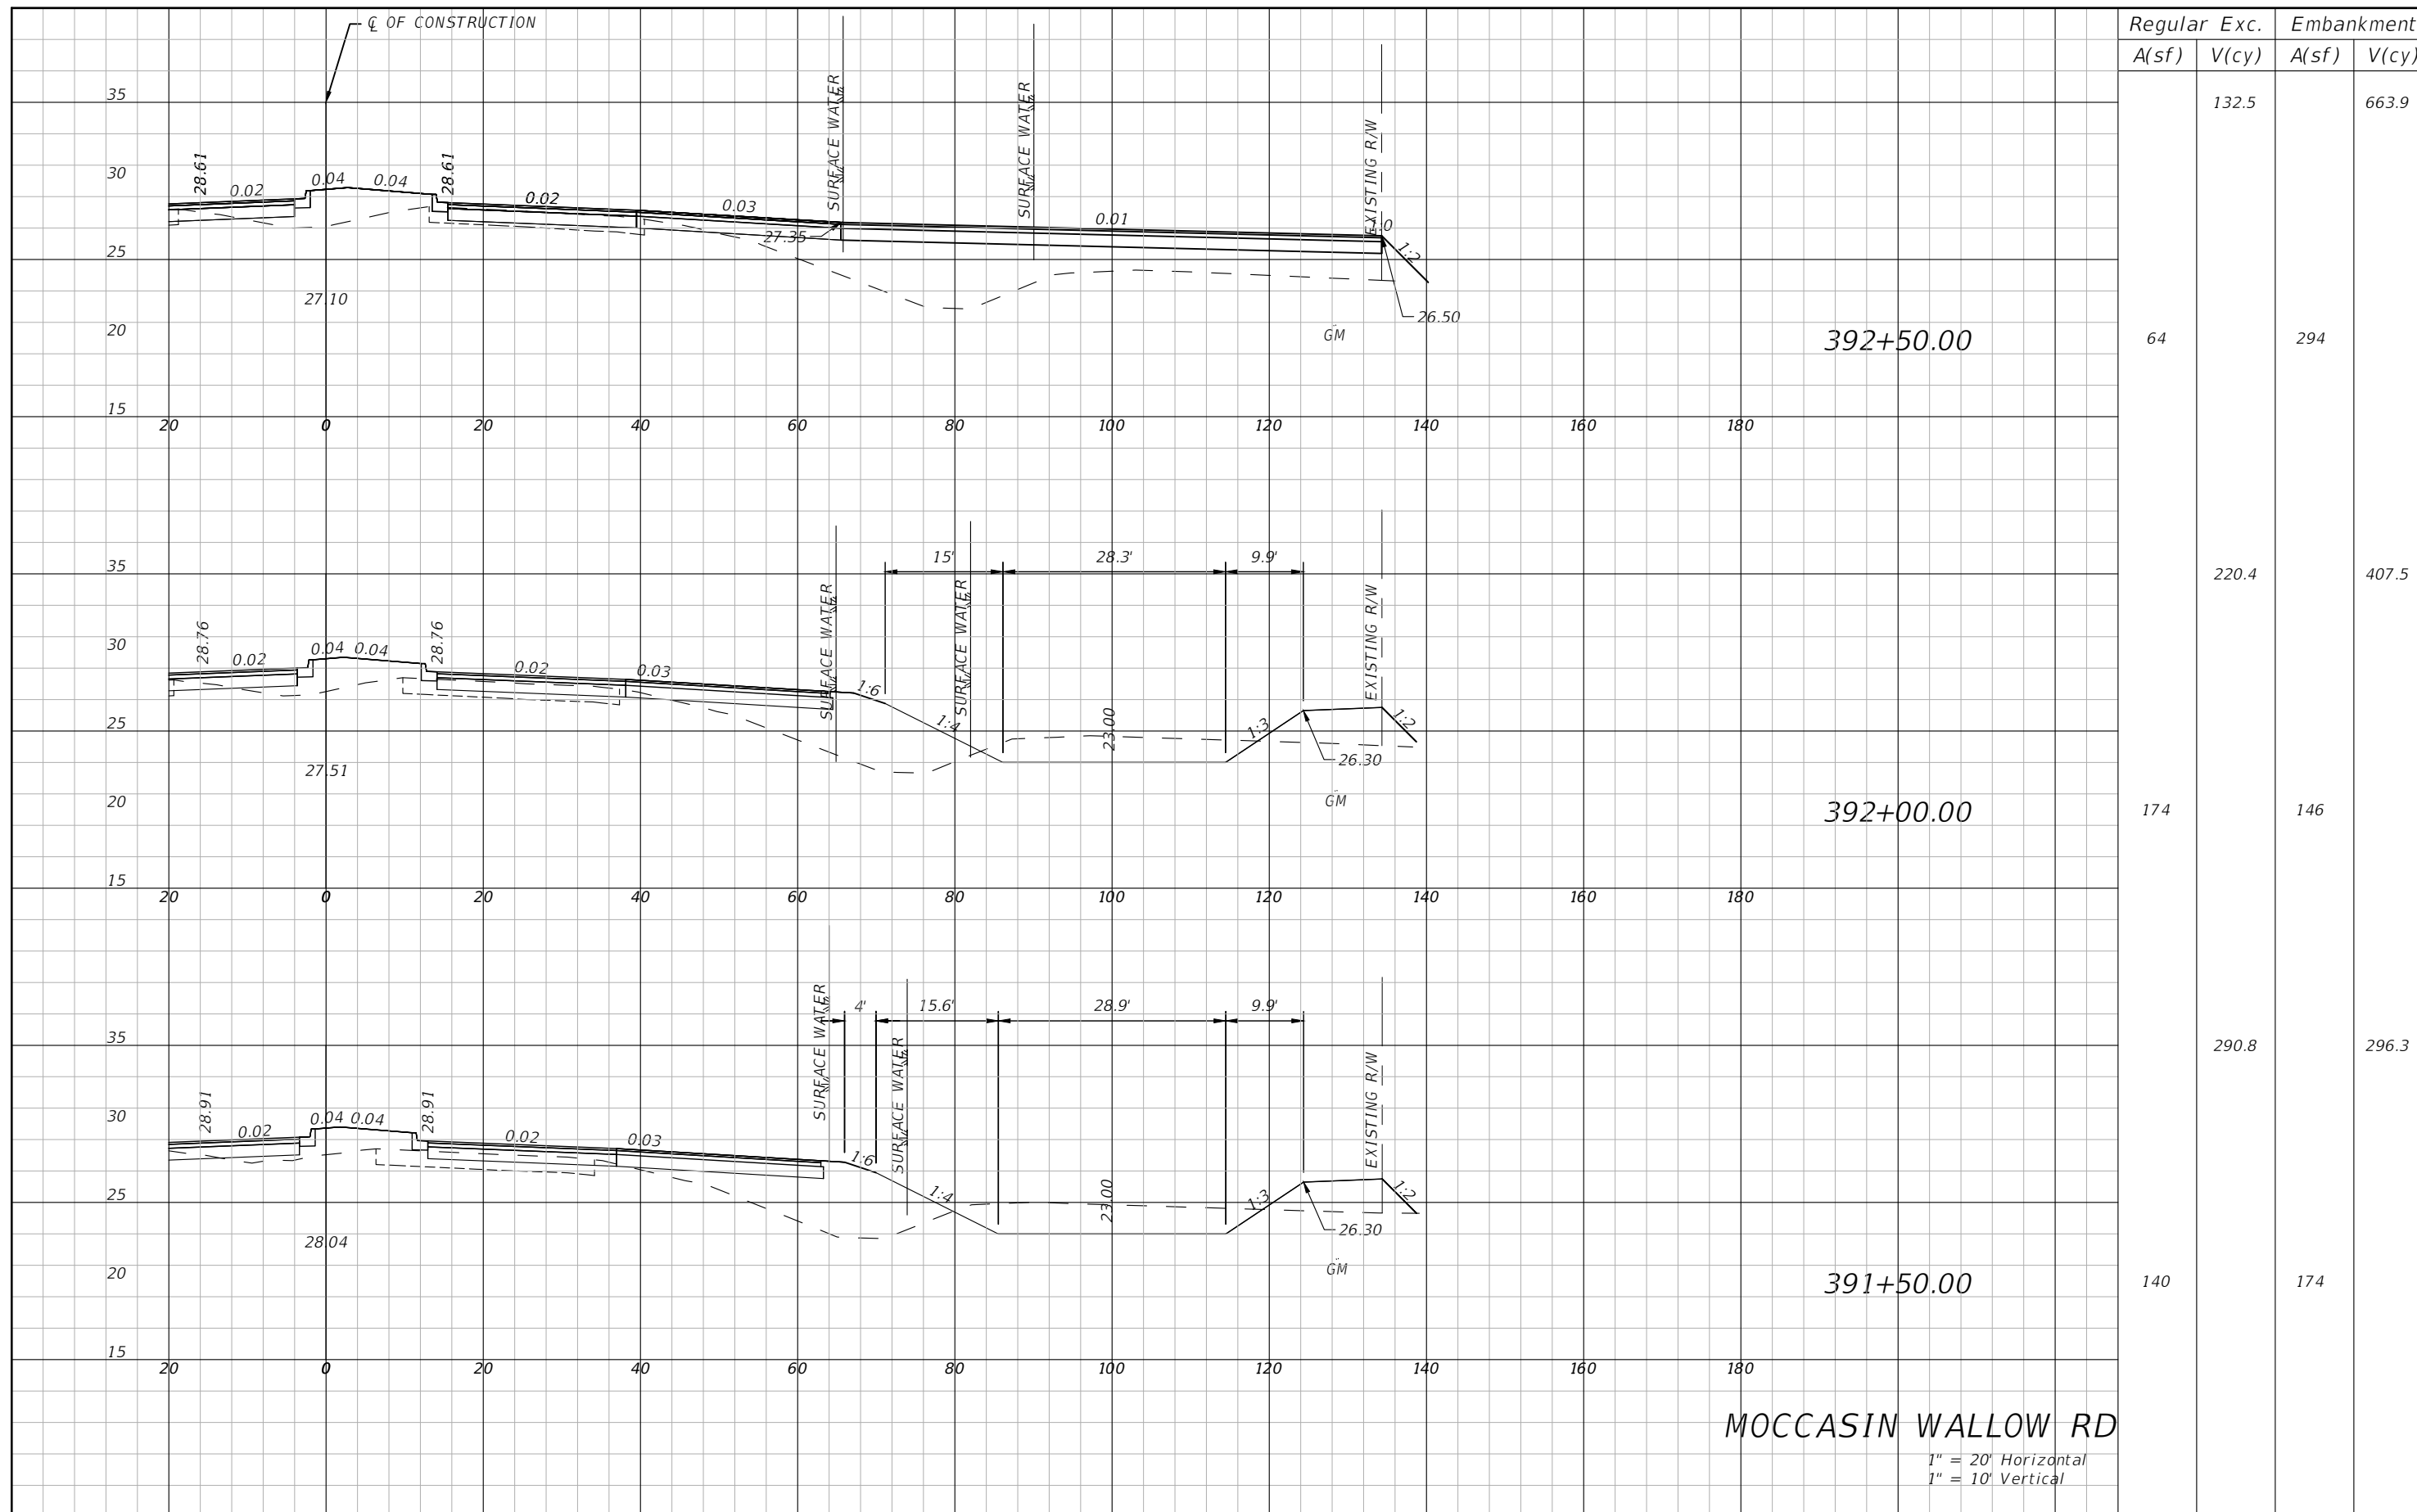 ℄ OF CONSTRUCTION
Regular Exc. Embankment
A(sf) V(cy) A(sf) V(cy)
132.5 663.9
35
30
25
20
15
28.61
0.02
0.04
0.04
28.61
0.02
0.03
SURFACE WATER
SURFACE WATER
0.01
EXISTING R/W
1.0
1:2
27.35
26.50
27.10
GM
392+50.00
64 294
20 0 20 40 60 80 100 120 140 160 180
220.4 407.5
35
30
25
20
15
15' 28.3' 9.9'
28.76
0.02
0.04
0.04
28.76
0.02
0.03
SURFACE WATER
1:6
1:4
SURFACE WATER
23.00
1:3
EXISTING R/W
1:2
26.30
27.51
GM
392+00.00
174 146
20 0 20 40 60 80 100 120 140 160 180
290.8 296.3
35
30
25
20
15
4' 15.6' 28.9' 9.9'
28.91
0.02
0.04
0.04
28.91
0.02
0.03
SURFACE WATER
1:6
SURFACE WATER
1:4
23.00
1:3
EXISTING R/W
1:2
26.30
28.04
GM
391+50.00
140 174
20 0 20 40 60 80 100 120 140 160 180
MOCCASIN WALLOW RD
1" = 20' Horizontal
1" = 10' Vertical